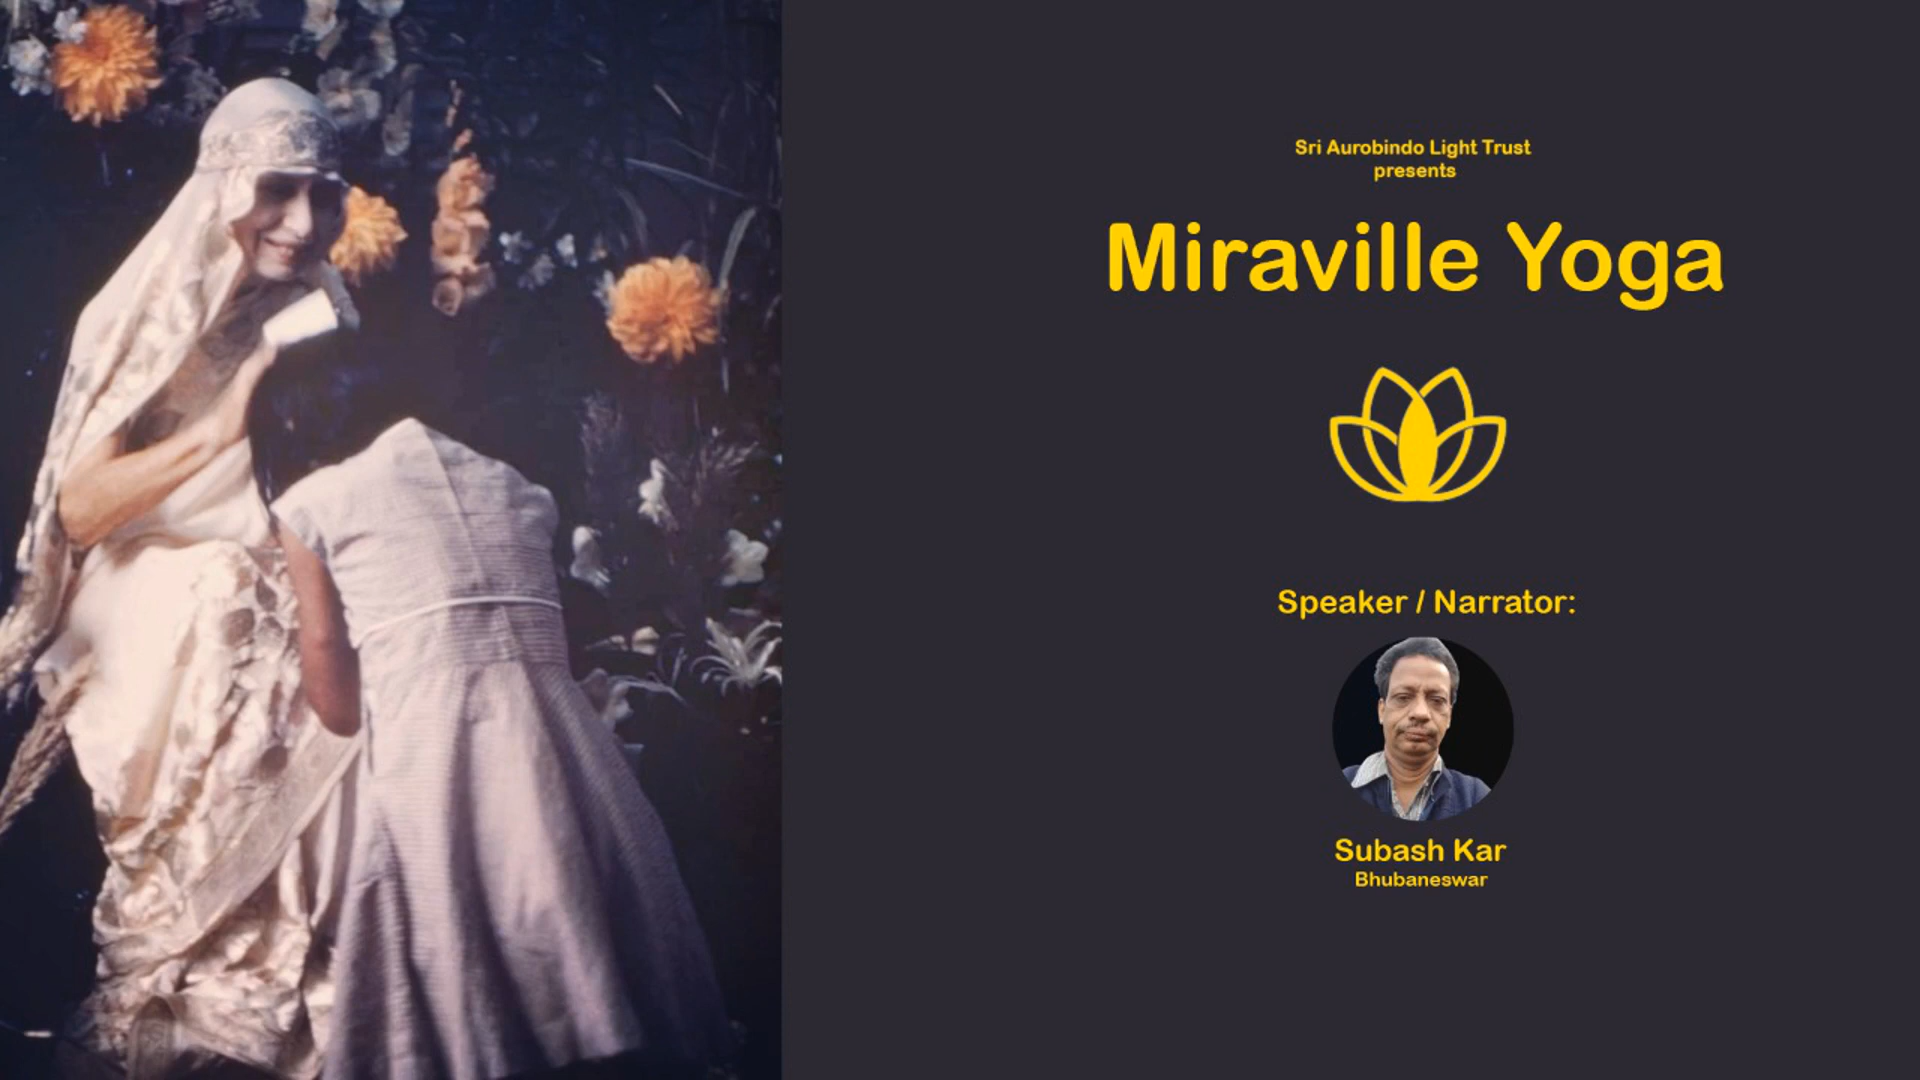 Sri Aurobindo Light Trust
presents
Miraville Yoga
Speaker / Narrator:
Subash Kar
Bhubaneswar